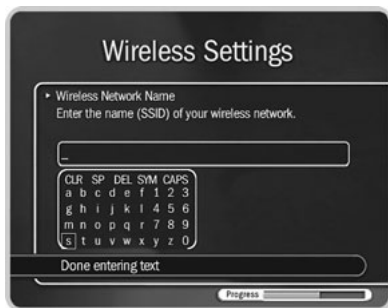 Wireless Settings
Wireless Network Name
Enter the name (SSID) of your wireless network.
_
CLR SP DEL SYM CAPS
a b c d e f 1 2 3
g h i j k l 4 5 6
m n o p q r 7 8 9
s t u v w x y z 0
Done entering text
Progress